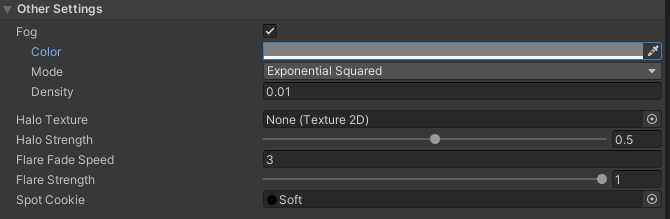 Other Settings
Fog
Color
Mode Exponential Squared
Density 0.01
Halo Texture None (Texture 2D)
Halo Strength 0.5
Flare Fade Speed 3
Flare Strength 1
Spot Cookie Soft